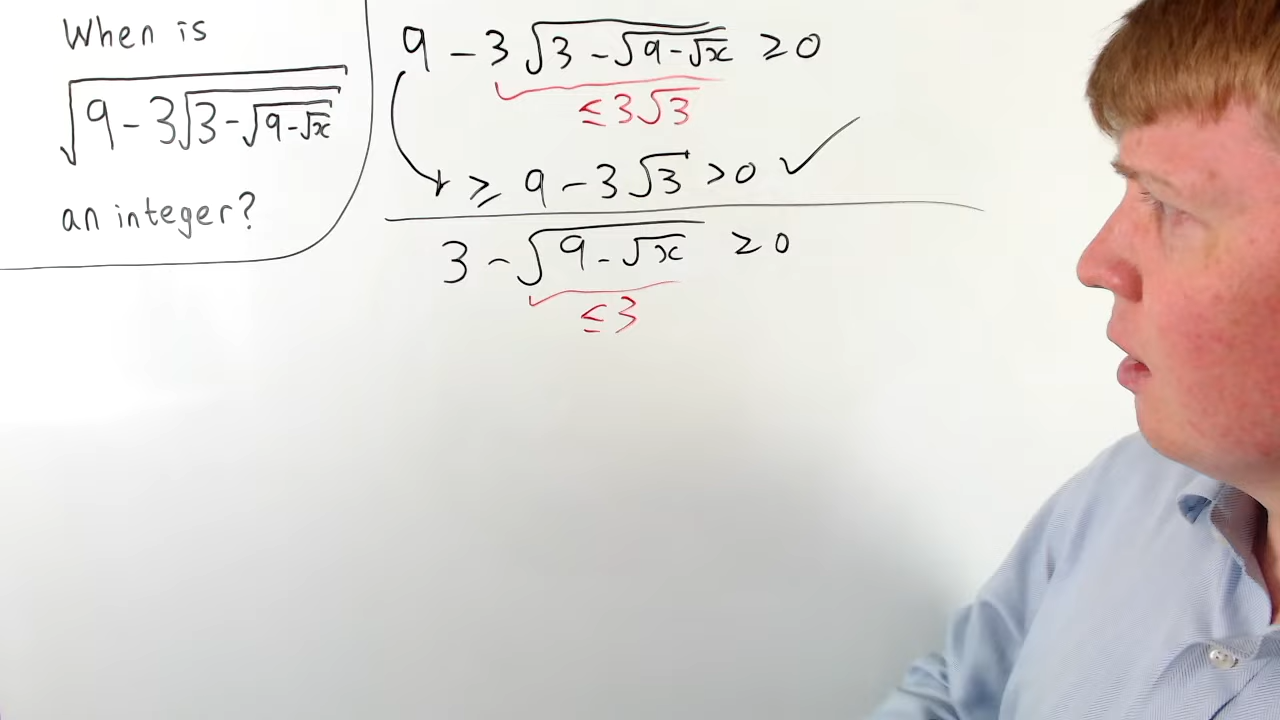 When is
√(9 - 3√(3 - √(9 - √x)))
an integer?
9 - 3√(3 - √(9 - √x)) ≥ 0
≤ 3√3
≥ 9 - 3√3 > 0 ✓
3 - √(9 - √x) ≥ 0
≤ 3